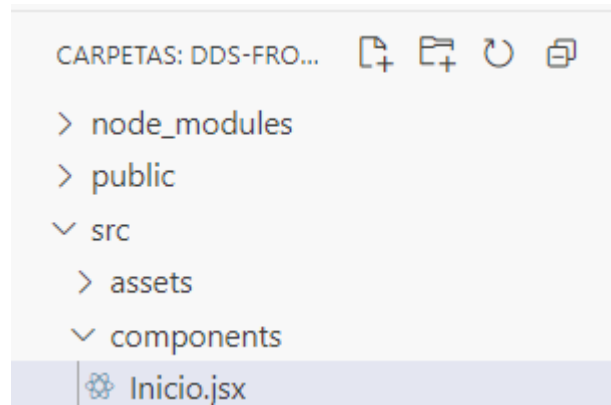 CARPETAS: DDS-FRO...
node_modules
public
src
assets
components
Inicio.jsx